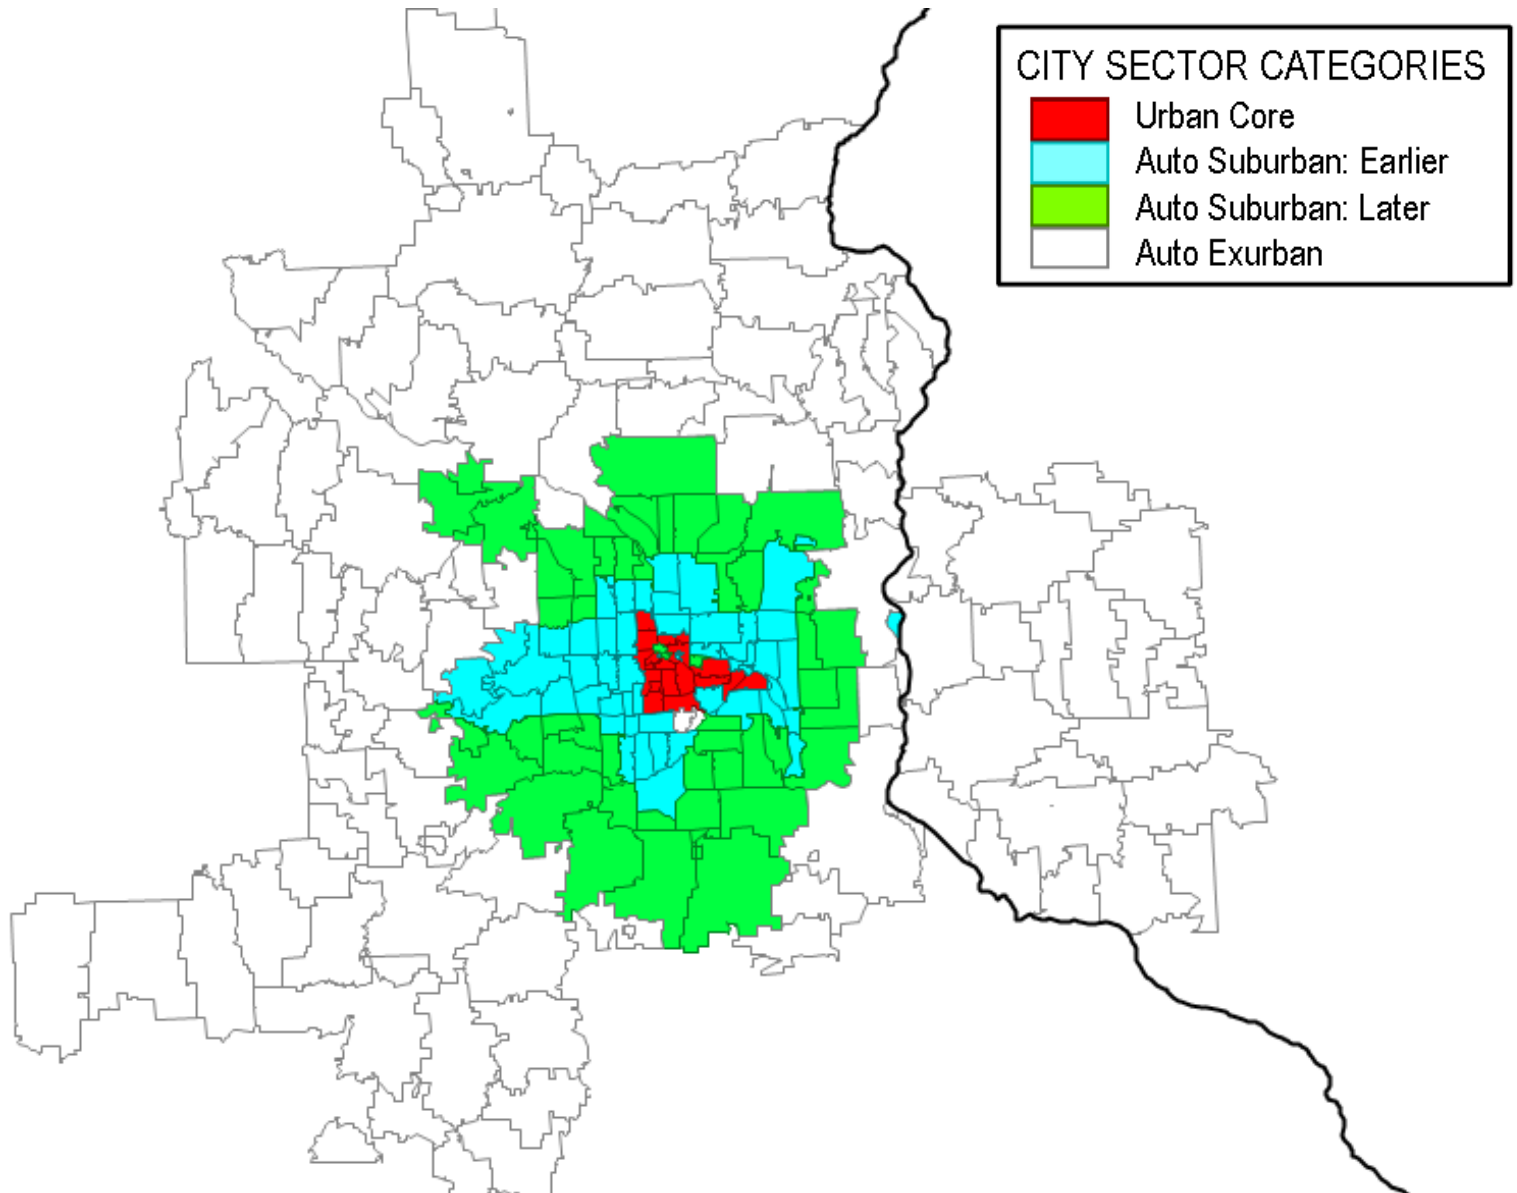 CITY SECTOR CATEGORIES
Urban Core
Auto Suburban: Earlier
Auto Suburban: Later
Auto Exurban